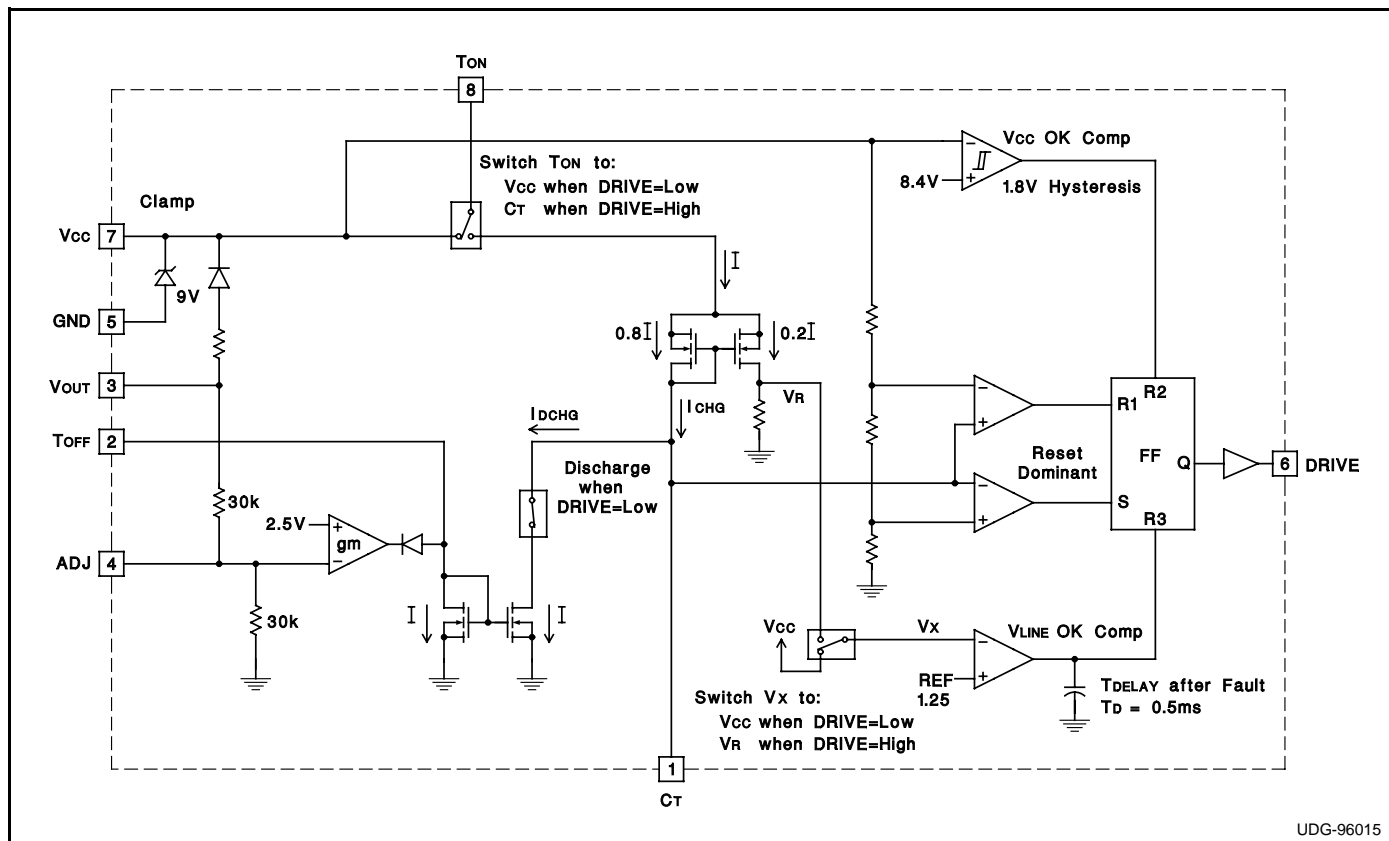 TON
8
Switch TON to:
VCC when DRIVE=Low
CT when DRIVE=High
VCC OK Comp
8.4V
1.8V Hysteresis
Clamp
VCC 7
9V
GND 5
I
0.8I
0.2I
VOUT 3
VR
ICHG
IDCHG
TOFF 2
Discharge
when
DRIVE=Low
R1
R2
Reset
Dominant
FF
Q
6 DRIVE
S
R3
30k
2.5V
gm
ADJ 4
30k
I
I
VCC
VX
VLINE OK Comp
REF
1.25
TDELAY after Fault
TD = 0.5ms
Switch VX to:
VCC when DRIVE=Low
VR when DRIVE=High
1
CT
UDG-96015